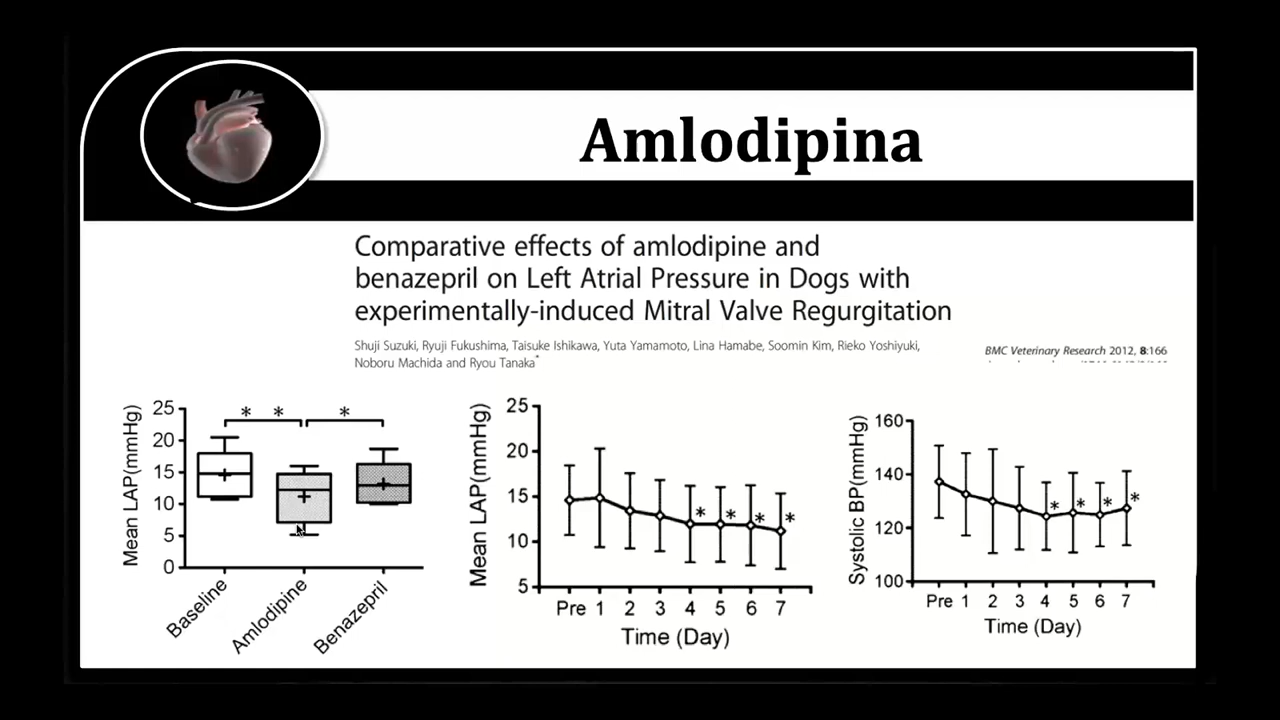 Amlodipina
Comparative effects of amlodipine and
benazepril on Left Atrial Pressure in Dogs with
experimentally-induced Mitral Valve Regurgitation
Shuji Suzuki, Ryuji Fukushima, Taisuke Ishikawa, Yuta Yamamoto, Lina Hamabe, Soomin Kim, Rieko Yoshiyuki,
Noboru Machida and Ryou Tanaka*
BMC Veterinary Research 2012, 8:166
Mean LAP(mmHg)
25
20
15
10
5
0
* *
*
Baseline
Amlodipine
Benazepril
Mean LAP(mmHg)
25
20
15
10
5
* * * *
Pre 1 2 3 4 5 6 7
Time (Day)
Systolic BP(mmHg)
160
140
120
100
* * * *
Pre 1 2 3 4 5 6 7
Time (Day)